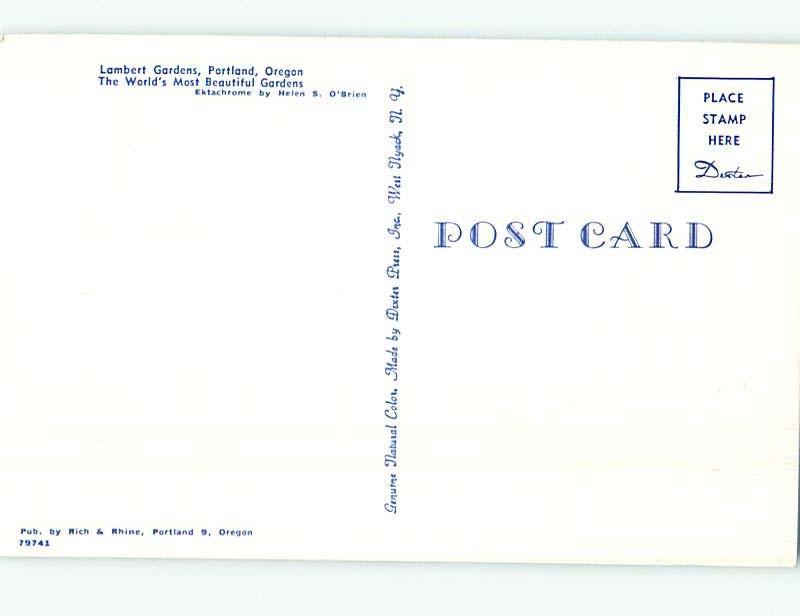 Lambert Gardens, Portland, Oregon
The World's Most Beautiful Gardens
Ektachrome by Helen S. O'Brien
Genuine Natural Color. Made by Dexter Press, Inc., West Nyack, N. Y.
PLACE
STAMP
HERE
Dexter
POST CARD
Pub. by Rich & Rhine, Portland 9, Oregon
79741